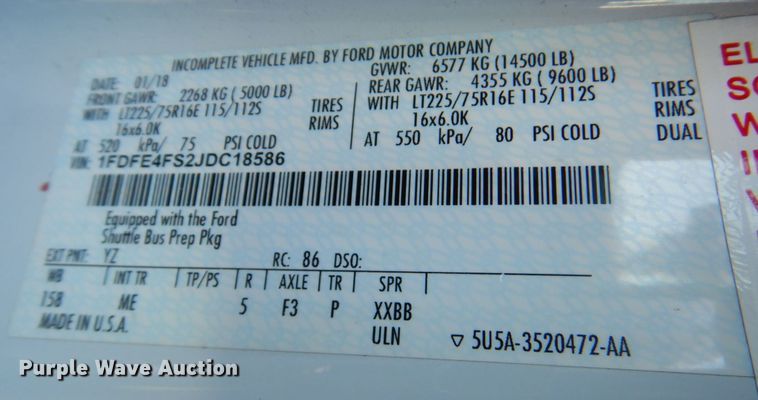 INCOMPLETE VEHICLE MFD. BY FORD MOTOR COMPANY
DATE: 01/18 GVWR: 6577 KG (14500 LB)
FRONT GAWR: 2268 KG ( 5000 LB) REAR GAWR: 4355 KG ( 9600 LB)
WITH LT225/75R16E 115/112S TIRES WITH LT225/75R16E 115/112S TIRES
16x6.0K RIMS 16x6.0K RIMS
AT 520 kPa/ 75 PSI COLD AT 550 kPa/ 80 PSI COLD DUAL
VIN: 1FDFE4FS2JDC18586
Equipped with the Ford
Shuttle Bus Prep Pkg
EXT PNT: YZ RC: 86 DSO:
WB INT TR TP/PS R AXLE TR SPR
158 ME 5 F3 P XXBB
MADE IN U.S.A. ULN ▽ 5U5A-3520472-AA
Purple Wave Auction